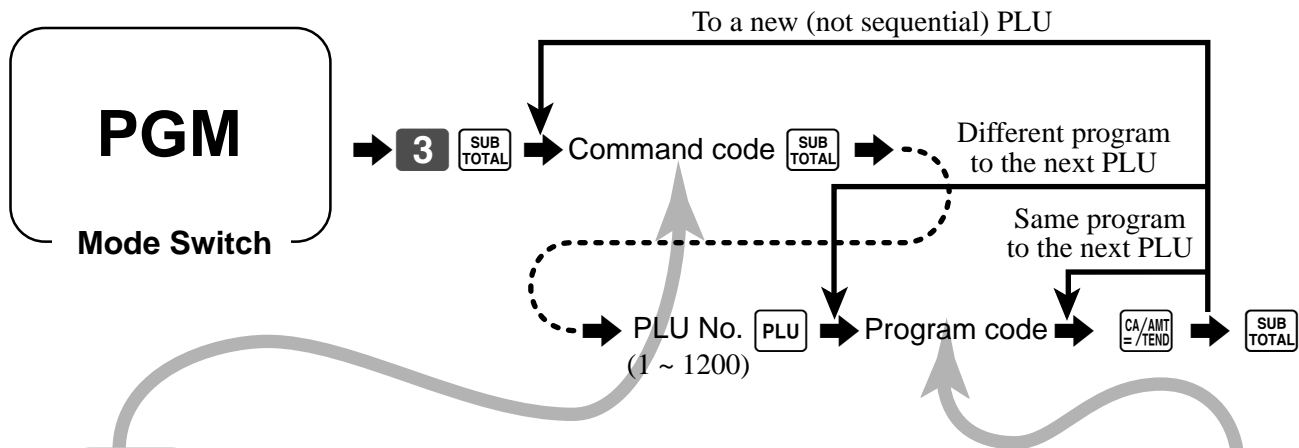 To a new (not sequential) PLU
PGM
Mode Switch
3 SUB TOTAL Command code SUB TOTAL
Different program
to the next PLU
Same program
to the next PLU
PLU No. PLU Program code CA/AMT =/TEND SUB TOTAL
(1 ~ 1200)